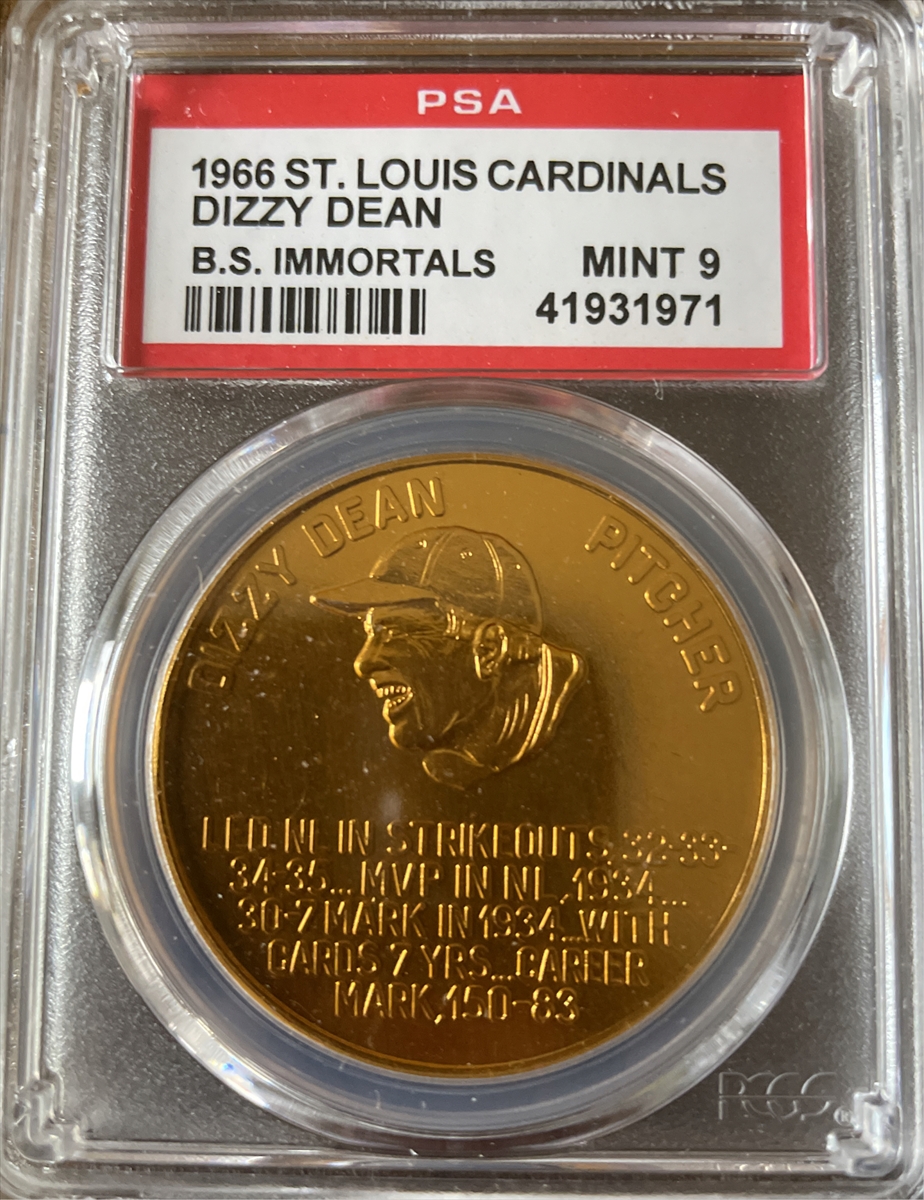 PSA
1966 ST. LOUIS CARDINALS
DIZZY DEAN
B.S. IMMORTALS MINT 9
41931971
DIZZY DEAN PITCHER
LED NL IN STRIKEOUTS, 32-33-
34-35... MVP IN NL, 1934...
30-7 MARK IN 1934...WITH
CARDS 7 YRS...CAREER
MARK, 150-83
PCGS®